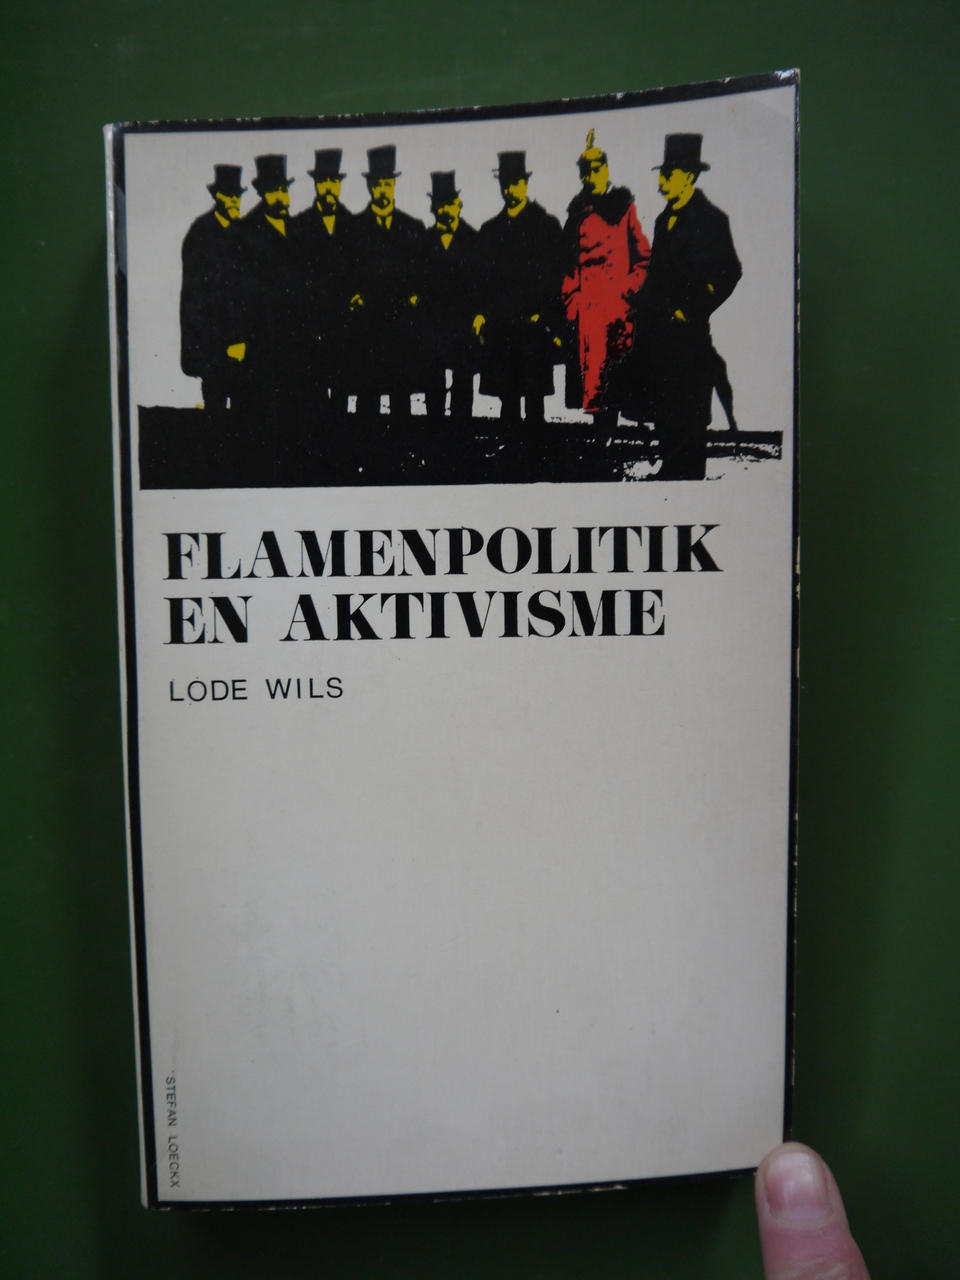 FLAMENPOLITIK
EN AKTIVISME
LODE WILS
STEFAN LOECKX